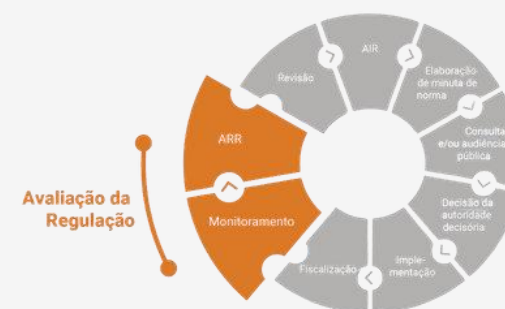 AIR
Revisão
Elaboração
de minuta de
norma
Consulta
e/ou audiência
pública
Decisão da
autoridade
decisória
Imple-
mentação
Fiscalização
Monitoramento
ARR
Avaliação da
Regulação